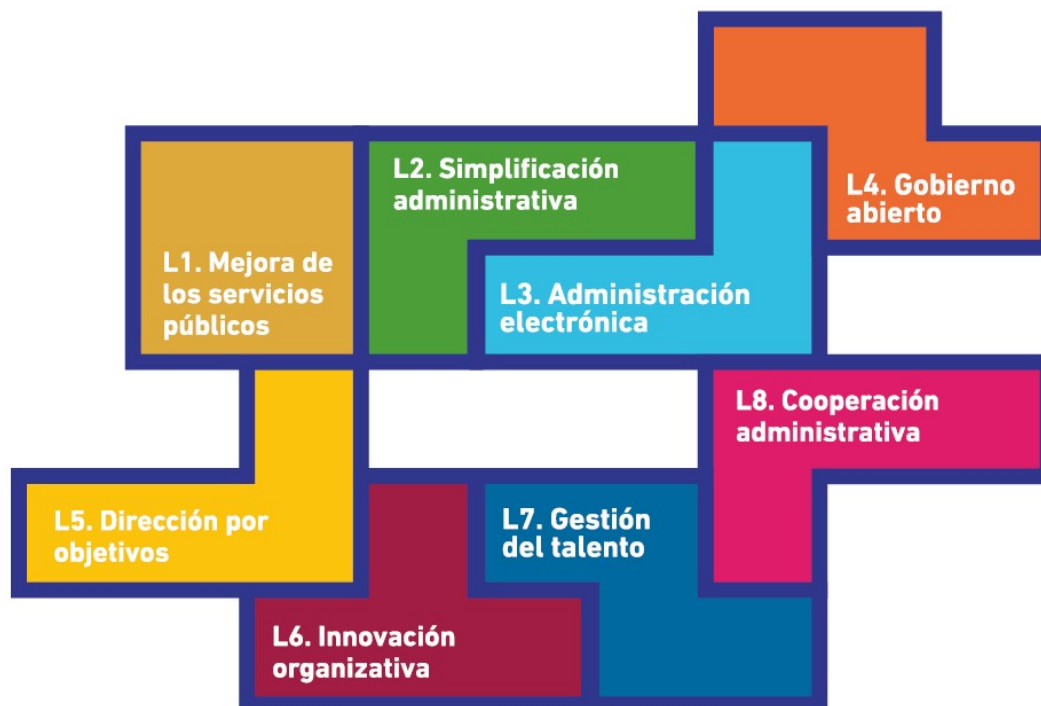 L1. Mejora de
los servicios
públicos
L2. Simplificación
administrativa
L3. Administración
electrónica
L4. Gobierno
abierto
L5. Dirección por
objetivos
L6. Innovación
organizativa
L7. Gestión
del talento
L8. Cooperación
administrativa